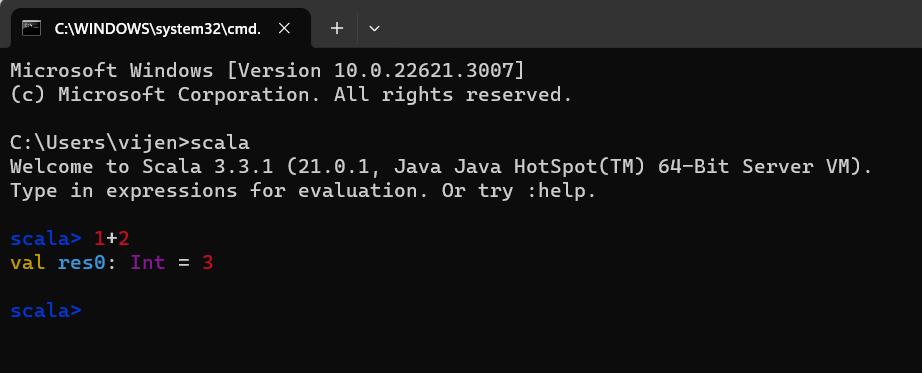 C:\WINDOWS\system32\cmd.
Microsoft Windows [Version 10.0.22621.3007]
(c) Microsoft Corporation. All rights reserved.
C:\Users\vijen>scala
Welcome to Scala 3.3.1 (21.0.1, Java Java HotSpot(TM) 64-Bit Server VM).
Type in expressions for evaluation. Or try :help.
scala> 1+2
val res0: Int = 3
scala>